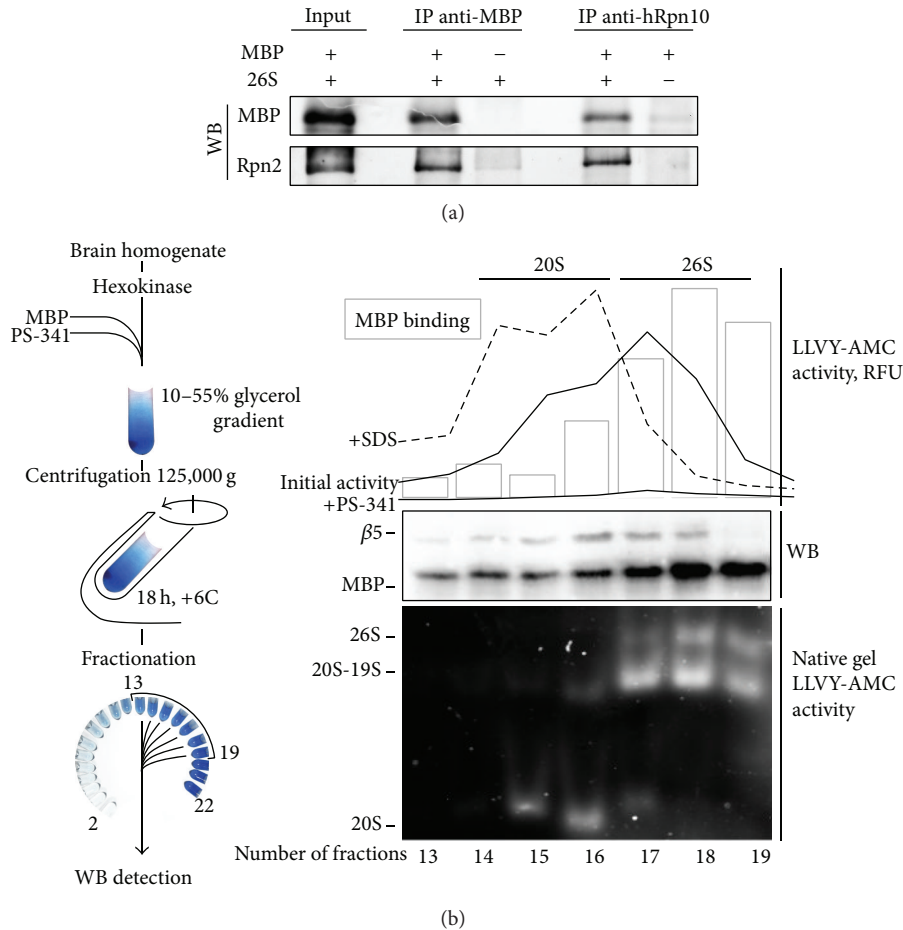 Input IP anti-MBP IP anti-hRpn10
MBP + + − + +
26S + + + + −
WB
MBP
Rpn2
(a)
Brain homogenate
Hexokinase
MBP
PS-341
10–55% glycerol
gradient
Centrifugation 125,000 g
18 h, +6C
Fractionation
13
19
22
2
WB detection
20S 26S
MBP binding
LLVY-AMC
activity, RFU
+SDS
Initial activity
+PS-341
β5
MBP
WB
26S
20S-19S
20S
Native gel
LLVY-AMC
activity
Number of fractions 13 14 15 16 17 18 19
(b)